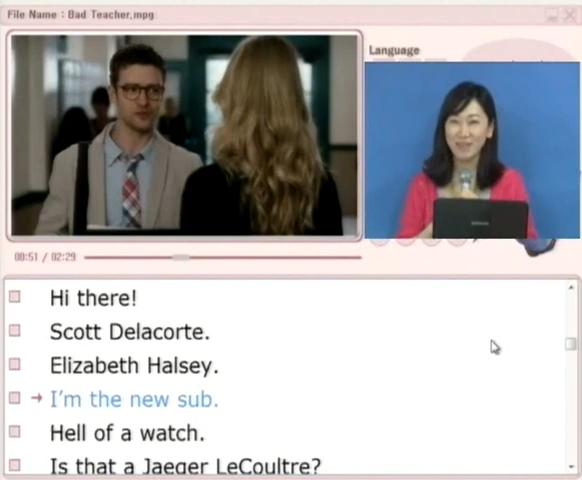 File Name : Bad Teacher.mpg
Language
00:51 / 02:29
Hi there!
Scott Delacorte.
Elizabeth Halsey.
I'm the new sub.
Hell of a watch.
Is that a Jaeger LeCoultre?